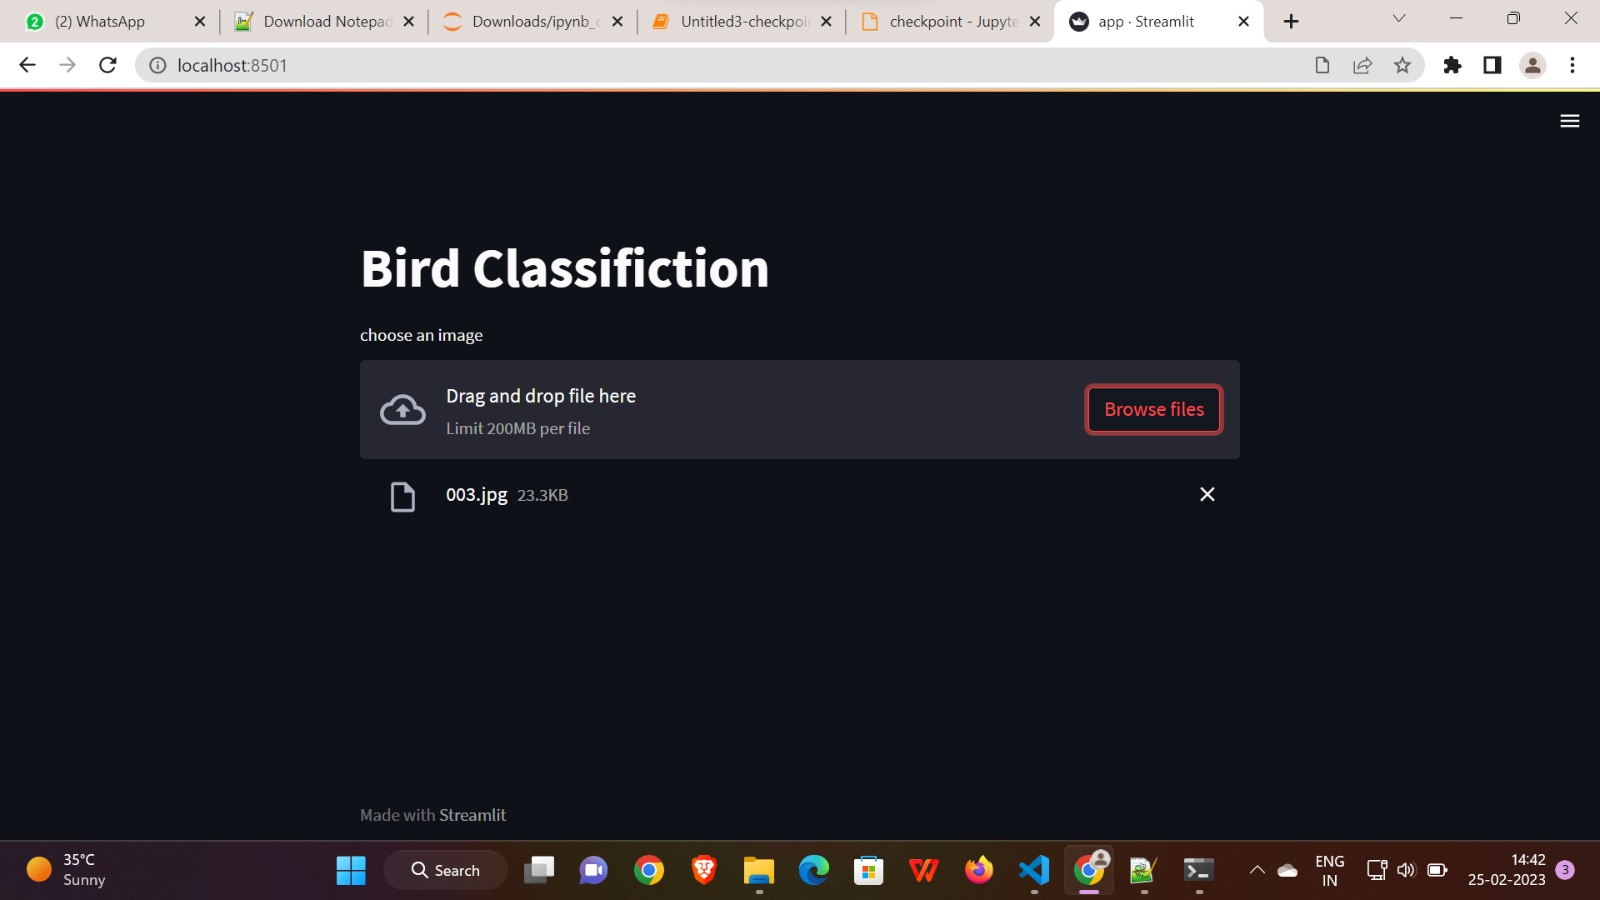 (2) WhatsApp
Download Notepad
Downloads/ipynb_c
Untitled3-checkpoi
checkpoint - Jupyte
app · Streamlit
localhost:8501
Bird Classifiction
choose an image
Drag and drop file here
Limit 200MB per file
Browse files
003.jpg 23.3KB
Made with Streamlit
35°C
Sunny
Search
ENG
IN
14:42
25-02-2023
3